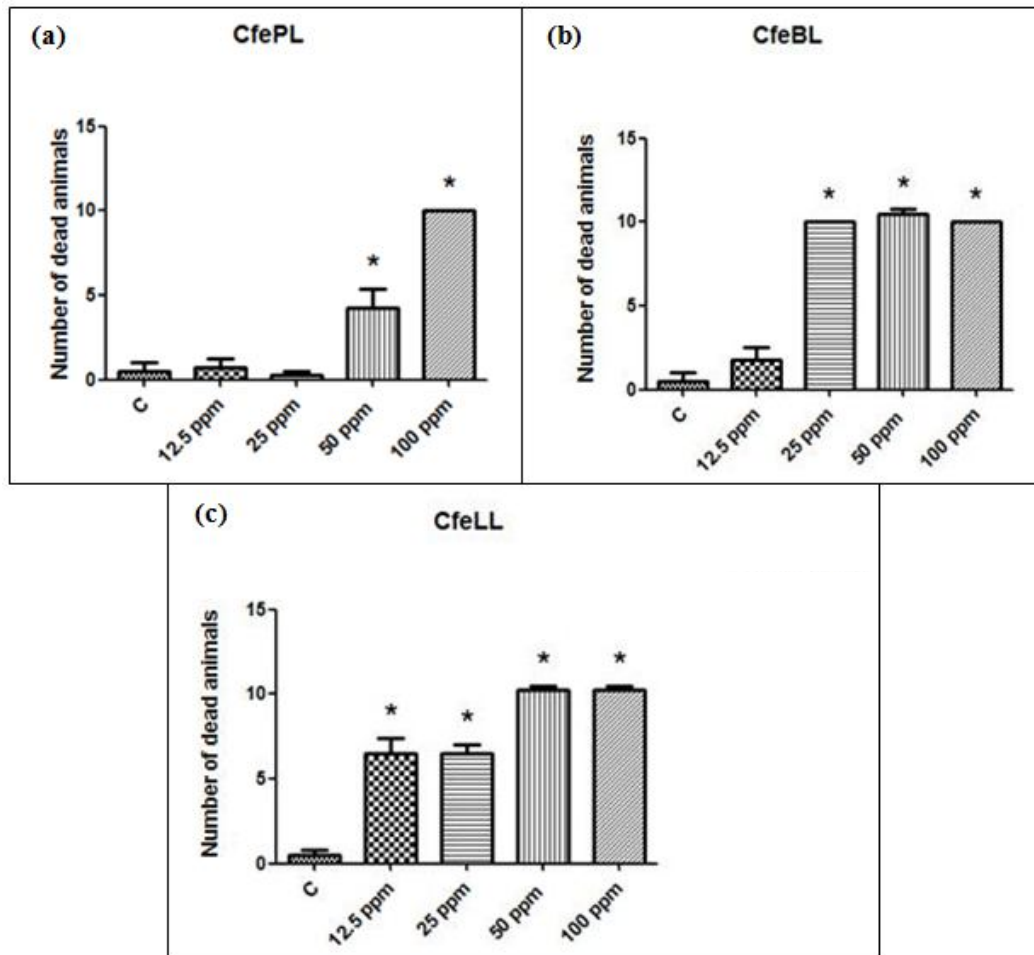 (a)
CfePL
Number of dead animals
15
10
5
0
*
*
C
12.5 ppm
25 ppm
50 ppm
100 ppm
(b)
CfeBL
Number of dead animals
15
10
5
0
*
*
*
C
12.5 ppm
25 ppm
50 ppm
100 ppm
(c)
CfeLL
Number of dead animals
15
10
5
0
*
*
*
*
C
12.5 ppm
25 ppm
50 ppm
100 ppm